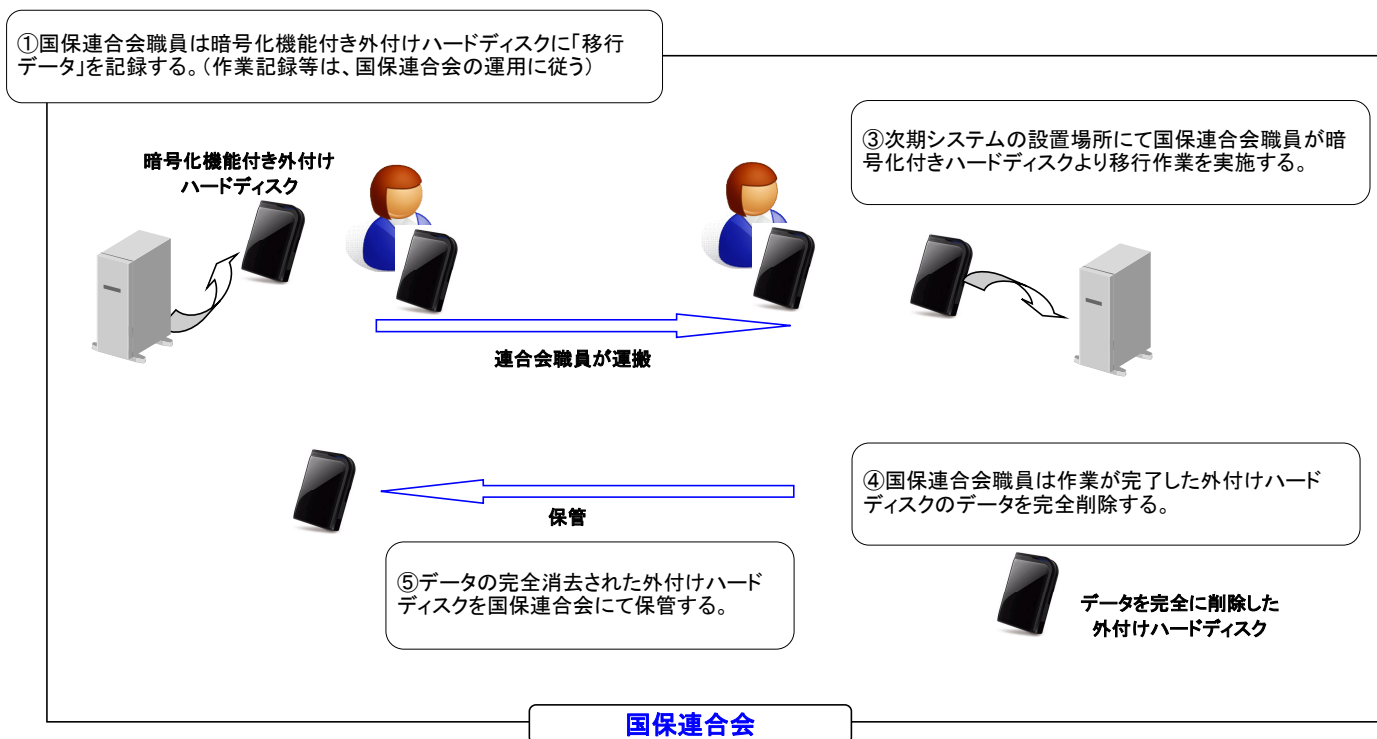 ①国保連合会職員は暗号化機能付き外付けハードディスクに「移行
データ」を記録する。(作業記録等は、国保連合会の運用に従う)
暗号化機能付き外付け
ハードディスク
③次期システムの設置場所にて国保連合会職員が暗
号化付きハードディスクより移行作業を実施する。
連合会職員が運搬
④国保連合会職員は作業が完了した外付けハード
ディスクのデータを完全削除する。
保管
⑤データの完全消去された外付けハード
ディスクを国保連合会にて保管する。
データを完全に削除した
外付けハードディスク
国保連合会